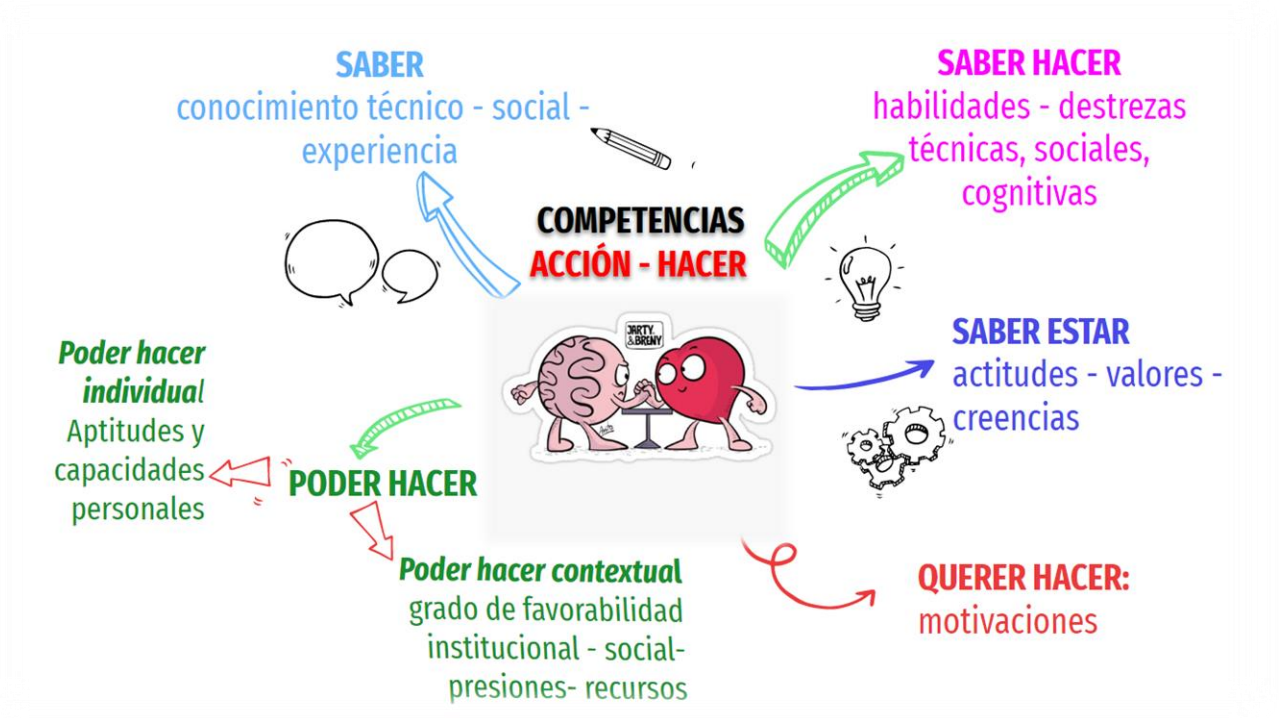 SABER
conocimiento técnico - social -
experiencia
SABER HACER
habilidades - destrezas
técnicas, sociales,
cognitivas
COMPETENCIAS
ACCIÓN - HACER
JARTY
&BRENY
SABER ESTAR
actitudes - valores -
creencias
Poder hacer
individual
Aptitudes y
capacidades
personales
PODER HACER
Poder hacer contextual
grado de favorabilidad
institucional - social-
presiones- recursos
QUERER HACER:
motivaciones